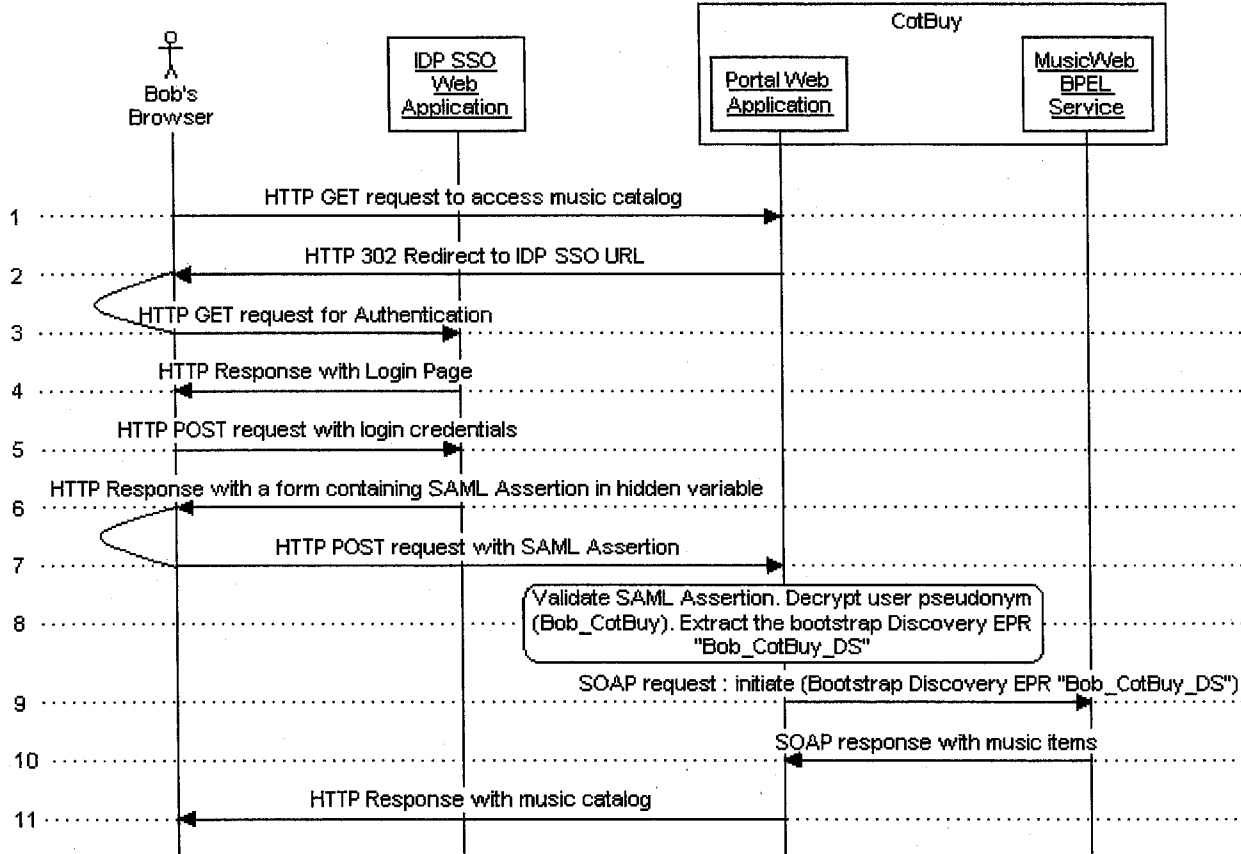 CotBuy
Bob's
Browser
IDP SSO
Web
Application
Portal Web
Application
MusicWeb
BPEL
Service
1
HTTP GET request to access music catalog
2
HTTP 302 Redirect to IDP SSO URL
3
HTTP GET request for Authentication
4
HTTP Response with Login Page
5
HTTP POST request with login credentials
6
HTTP Response with a form containing SAML Assertion in hidden variable
7
HTTP POST request with SAML Assertion
8
Validate SAML Assertion. Decrypt user pseudonym
(Bob_CotBuy). Extract the bootstrap Discovery EPR
"Bob_CotBuy_DS"
9
SOAP request : initiate (Bootstrap Discovery EPR "Bob_CotBuy_DS")
10
SOAP response with music items
11
HTTP Response with music catalog